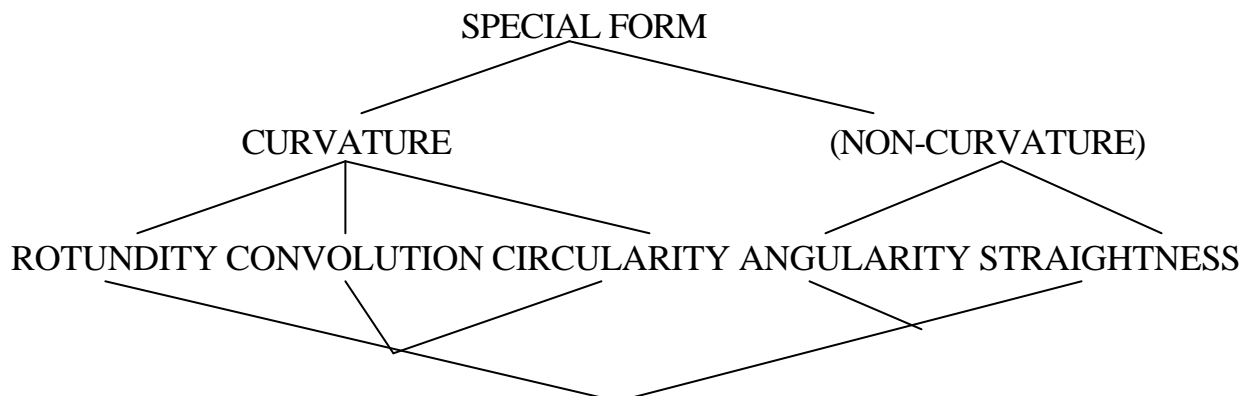 SPECIAL FORM
CURVATURE (NON-CURVATURE)
ROTUNDITY CONVOLUTION CIRCULARITY ANGULARITY STRAIGHTNESS